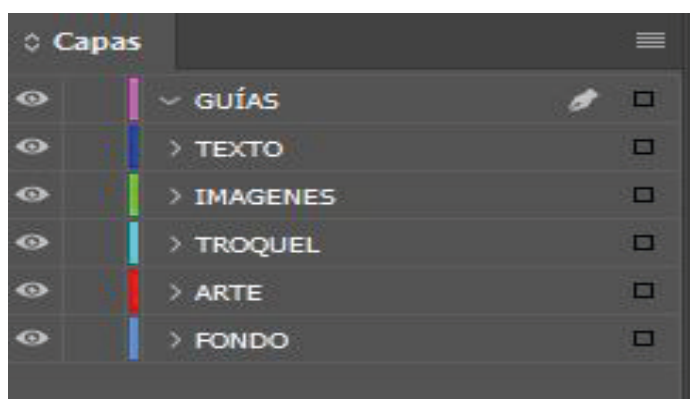 Capas
GUÍAS
TEXTO
IMAGENES
TROQUEL
ARTE
FONDO